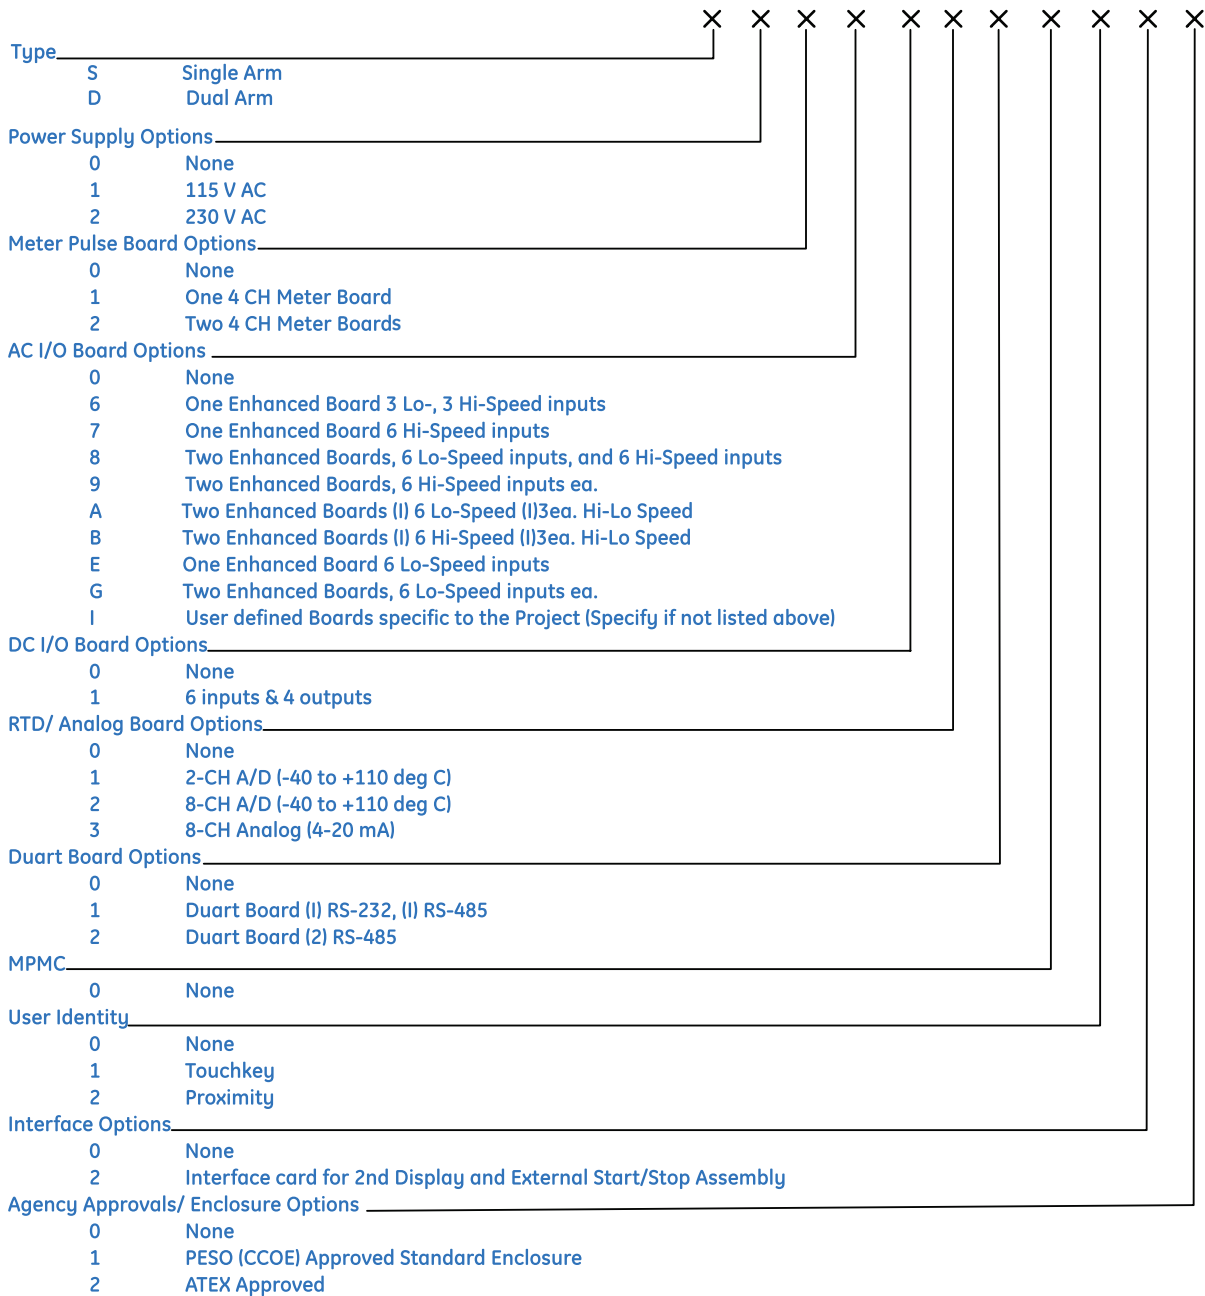 X X X X X X X X X X X
Type
S Single Arm
D Dual Arm
Power Supply Options
0 None
1 115 V AC
2 230 V AC
Meter Pulse Board Options
0 None
1 One 4 CH Meter Board
2 Two 4 CH Meter Boards
AC I/O Board Options
0 None
6 One Enhanced Board 3 Lo-, 3 Hi-Speed inputs
7 One Enhanced Board 6 Hi-Speed inputs
8 Two Enhanced Boards, 6 Lo-Speed inputs, and 6 Hi-Speed inputs
9 Two Enhanced Boards, 6 Hi-Speed inputs ea.
A Two Enhanced Boards (I) 6 Lo-Speed (I)3ea. Hi-Lo Speed
B Two Enhanced Boards (I) 6 Hi-Speed (I)3ea. Hi-Lo Speed
E One Enhanced Board 6 Lo-Speed inputs
G Two Enhanced Boards, 6 Lo-Speed inputs ea.
I User defined Boards specific to the Project (Specify if not listed above)
DC I/O Board Options
0 None
1 6 inputs & 4 outputs
RTD/ Analog Board Options
0 None
1 2-CH A/D (-40 to +110 deg C)
2 8-CH A/D (-40 to +110 deg C)
3 8-CH Analog (4-20 mA)
Duart Board Options
0 None
1 Duart Board (I) RS-232, (I) RS-485
2 Duart Board (2) RS-485
MPMC
0 None
User Identity
0 None
1 Touchkey
2 Proximity
Interface Options
0 None
2 Interface card for 2nd Display and External Start/Stop Assembly
Agency Approvals/ Enclosure Options
0 None
1 PESO (CCOE) Approved Standard Enclosure
2 ATEX Approved